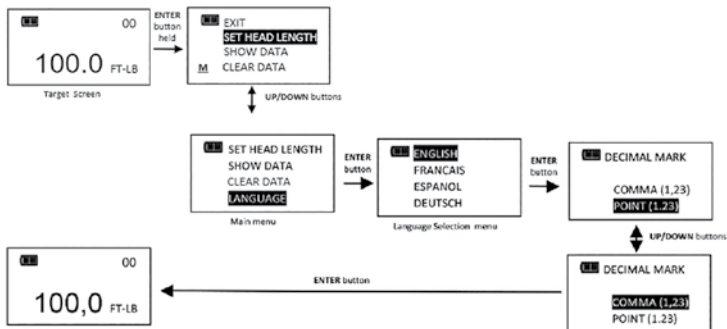 00
100.0 FT-LB
Target Screen
ENTER
button
held
EXIT
SET HEAD LENGTH
SHOW DATA
M CLEAR DATA
UP/DOWN buttons
SET HEAD LENGTH
SHOW DATA
CLEAR DATA
LANGUAGE
Main menu
ENTER
button
ENGLISH
FRANCAIS
ESPANOL
DEUTSCH
Language Selection menu
ENTER
button
DECIMAL MARK
COMMA (1,23)
POINT (1.23)
UP/DOWN buttons
DECIMAL MARK
COMMA (1,23)
POINT (1.23)
ENTER button
00
100,0 FT-LB